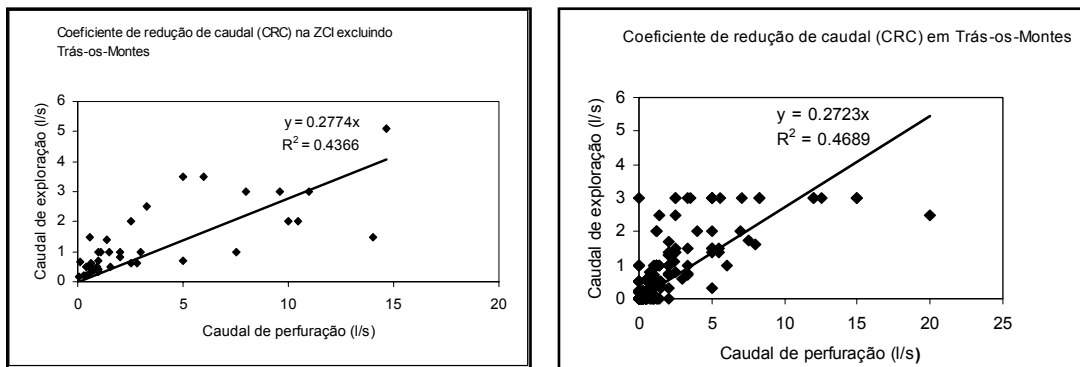 Coeficiente de redução de caudal (CRC) na ZCI excluindo
Trás-os-Montes
Caudal de exploração (l/s)
6
5
4
3
2
1
0
y = 0.2774x
R² = 0.4366
0 5 10 15 20
Caudal de perfuração (l/s)
Coeficiente de redução de caudal (CRC) em Trás-os-Montes
Caudal de exploração (l/s)
6
5
4
3
2
1
0
y = 0.2723x
R² = 0.4689
0 5 10 15 20 25
Caudal de perfuração (l/s)